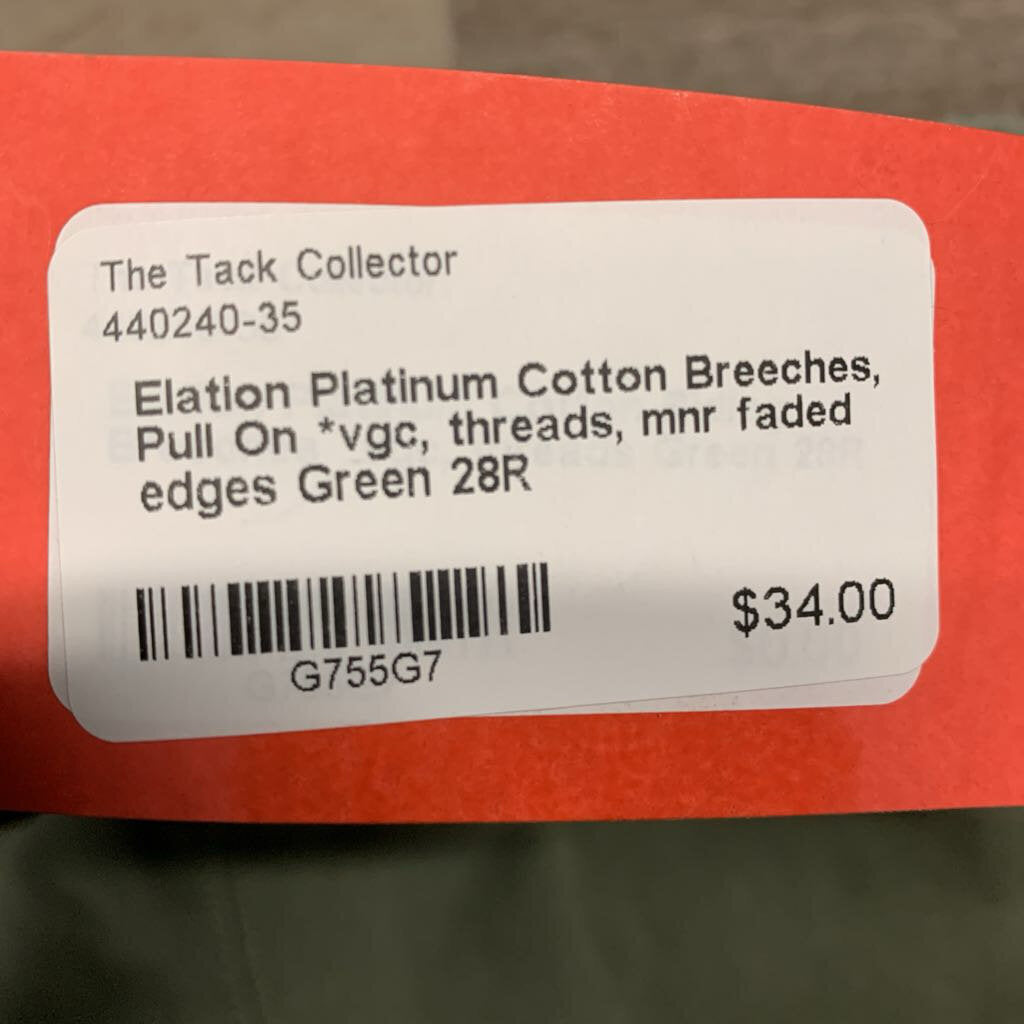 The Tack Collector
440240-35
Elation Platinum Cotton Breeches,
Pull On *vgc, threads, mnr faded
edges Green 28R
G755G7
$34.00